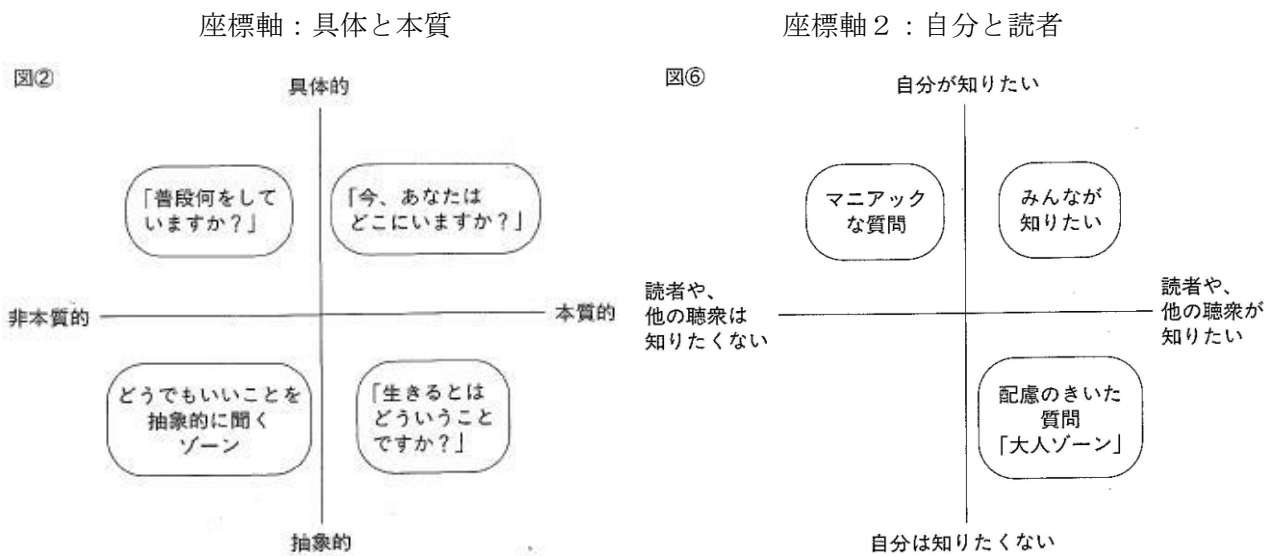 座標軸:具体と本質
図②
具体的
「普段何をして
いますか?」
「今、あなたは
どこにいますか?」
非本質的
本質的
どうでもいいことを
抽象的に聞く
ゾーン
「生きるとは
どういうこと
ですか?」
抽象的
座標軸2:自分と読者
図⑥
自分が知りたい
マニアック
な質問
みんなが
知りたい
読者や、
他の聴衆は
知りたくない
読者や、
他の聴衆が
知りたい
配慮のきいた
質問
「大人ゾーン」
自分は知りたくない